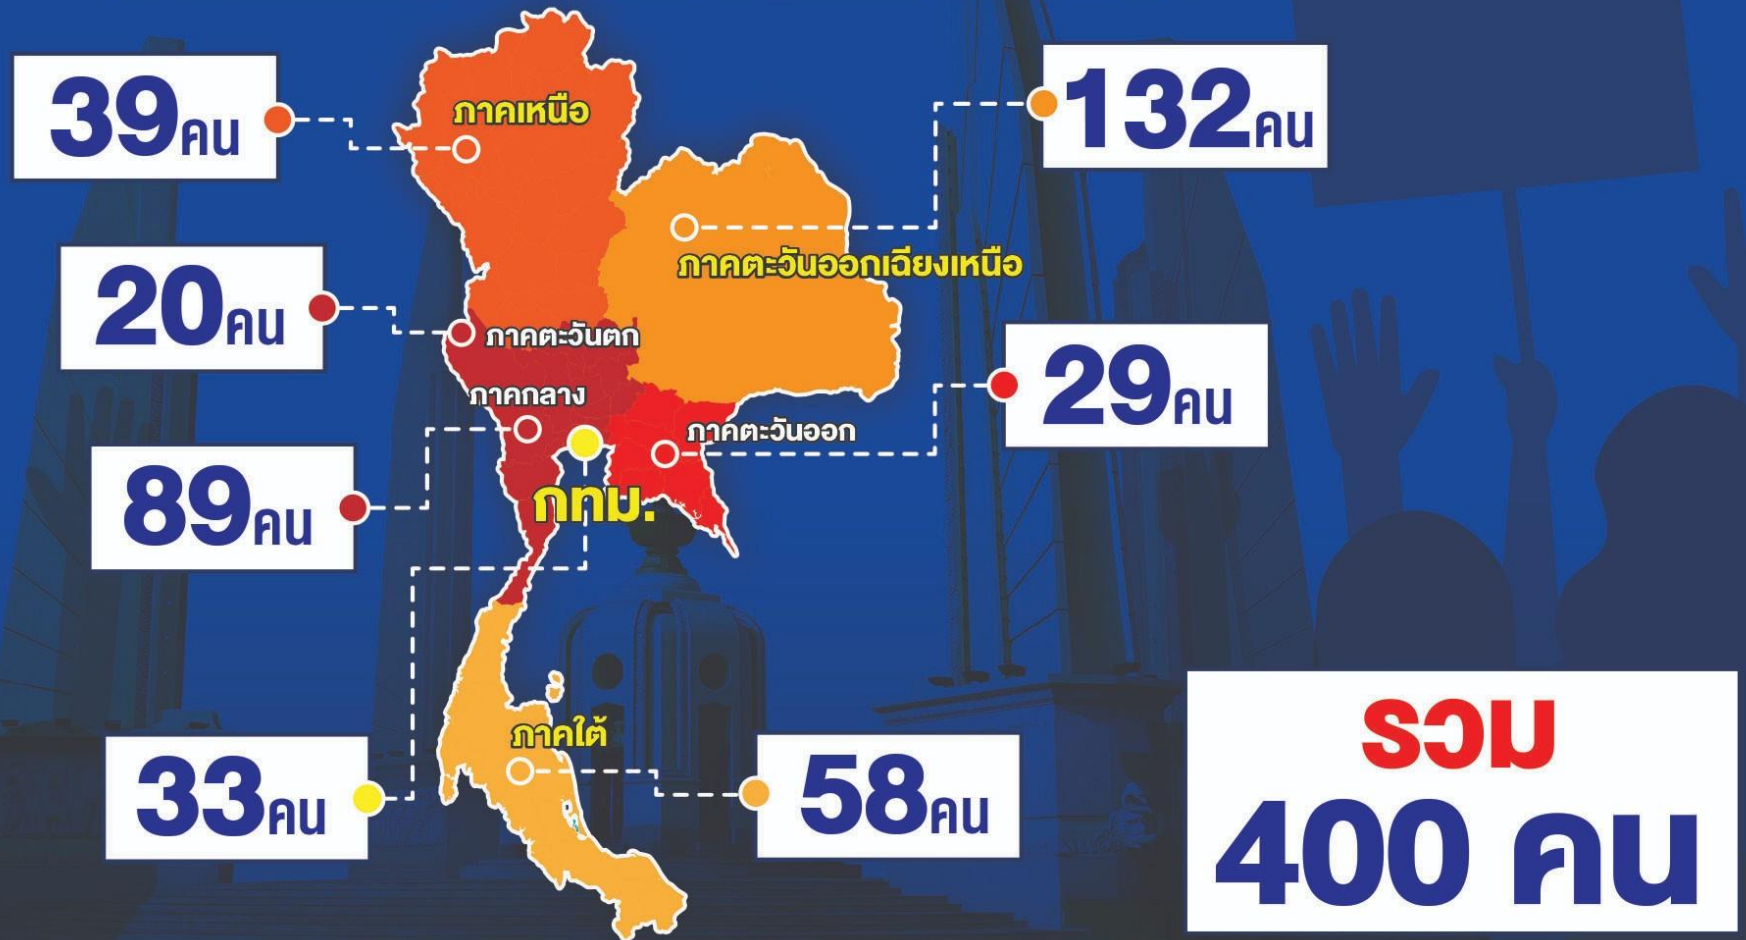 39คน
ภาคเหนือ
132คน
ภาคตะวันออกเฉียงเหนือ
20คน
ภาคตะวันตก
29คน
ภาคกลาง
ภาคตะวันออก
89คน
กทม.
33คน
ภาคใต้
58คน
รวม
400 คน